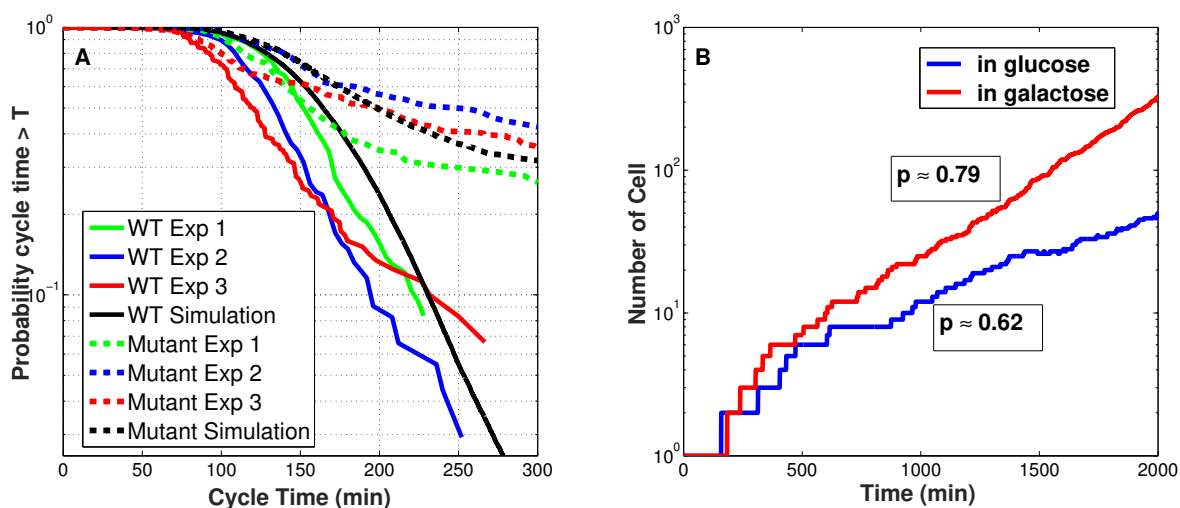 A
Probability cycle time > T
10^0
10^-1
WT Exp 1
WT Exp 2
WT Exp 3
WT Simulation
Mutant Exp 1
Mutant Exp 2
Mutant Exp 3
Mutant Simulation
0 50 100 150 200 250 300
Cycle Time (min)
B
Number of Cell
10^3
10^2
10^1
10^0
in glucose
in galactose
p ≈ 0.79
p ≈ 0.62
0 500 1000 1500 2000
Time (min)